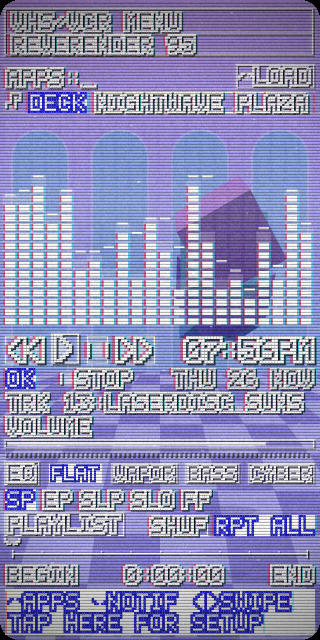 VHS/VCR MENU
REWERENDER 95
APPS:._
LOAD
DECK NIGHTWAVE PLAZA
07:56PM
OK STOP THU 26 NOV
TRK 13:LASERDISC SUNS
VOLUME
EQ FLAT VAPOR BASS CYBER
SP EP SLP SLO FF
PLAYLIST SHUF RPT ALL
BEGIN 0:00:00 END
APPS NOTIF SWIPE
TAP HERE FOR SETUP